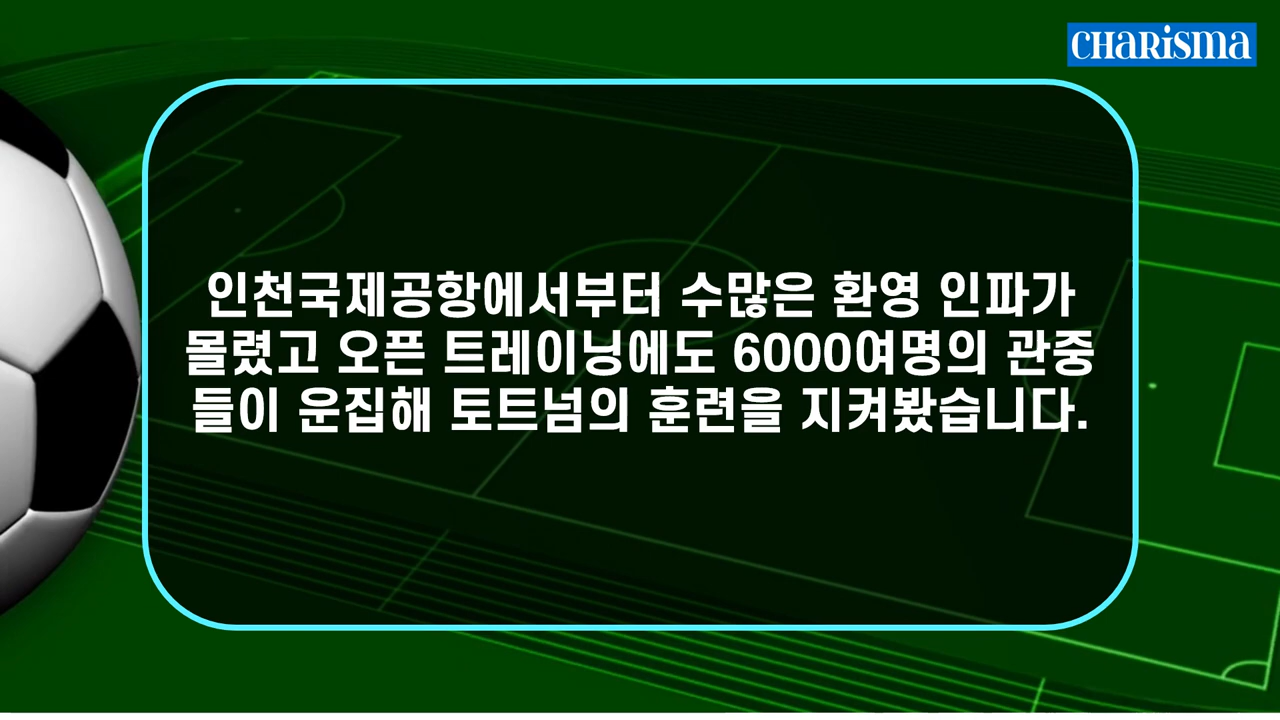 CHARiSMa
인천국제공항에서부터 수많은 환영 인파가
몰렸고 오픈 트레이닝에도 6000여명의 관중
들이 운집해 토트넘의 훈련을 지켜봤습니다.